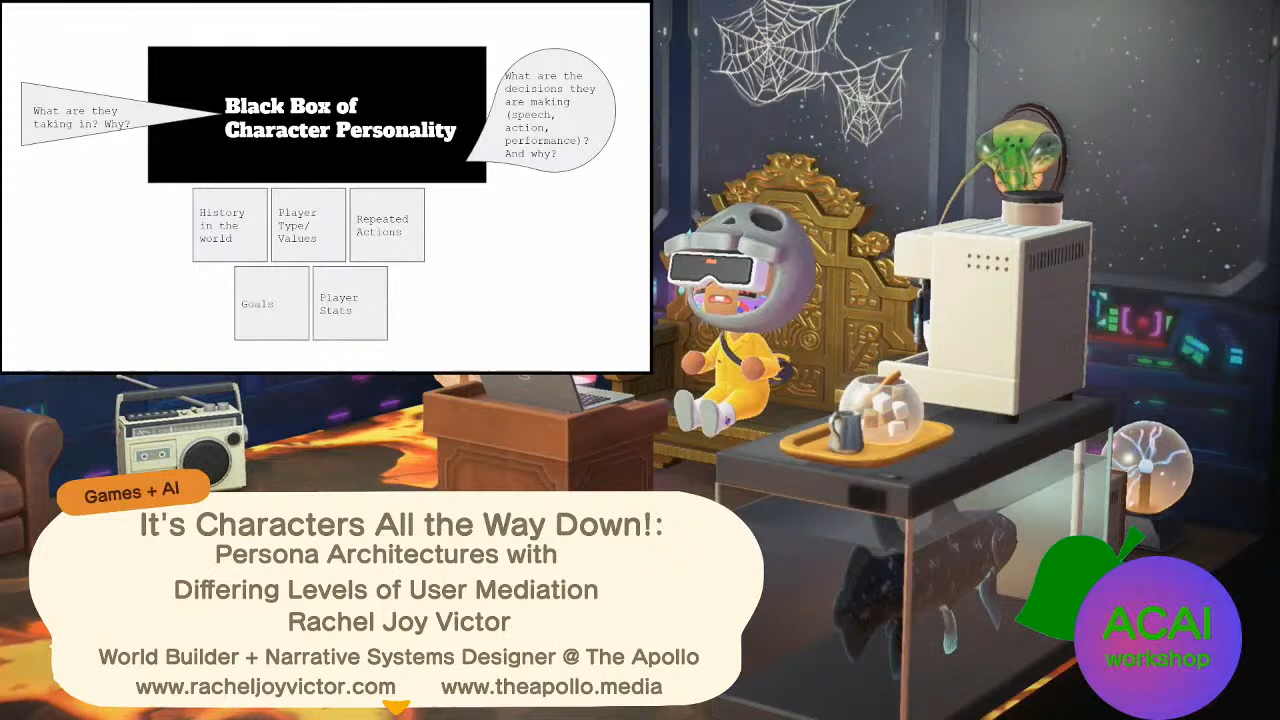 What are they
taking in? Why?
Black Box of
Character Personality
What are the
decisions they
are making
(speech,
action,
performance)?
And why?
History
in the
world
Player
Type/
Values
Repeated
Actions
Goals
Player
Stats
Games + AI
It's Characters All the Way Down!:
Persona Architectures with
Differing Levels of User Mediation
Rachel Joy Victor
World Builder + Narrative Systems Designer @ The Apollo
www.racheljoyvictor.com www.theapollo.media
ACAI
workshop